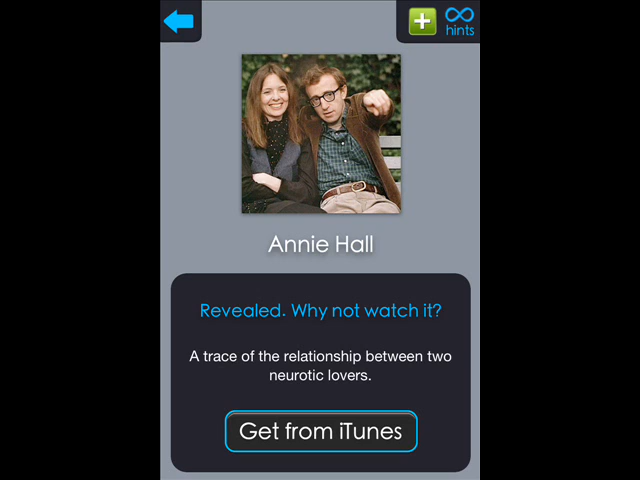 hints
Annie Hall
Revealed. Why not watch it?
A trace of the relationship between two
neurotic lovers.
Get from iTunes